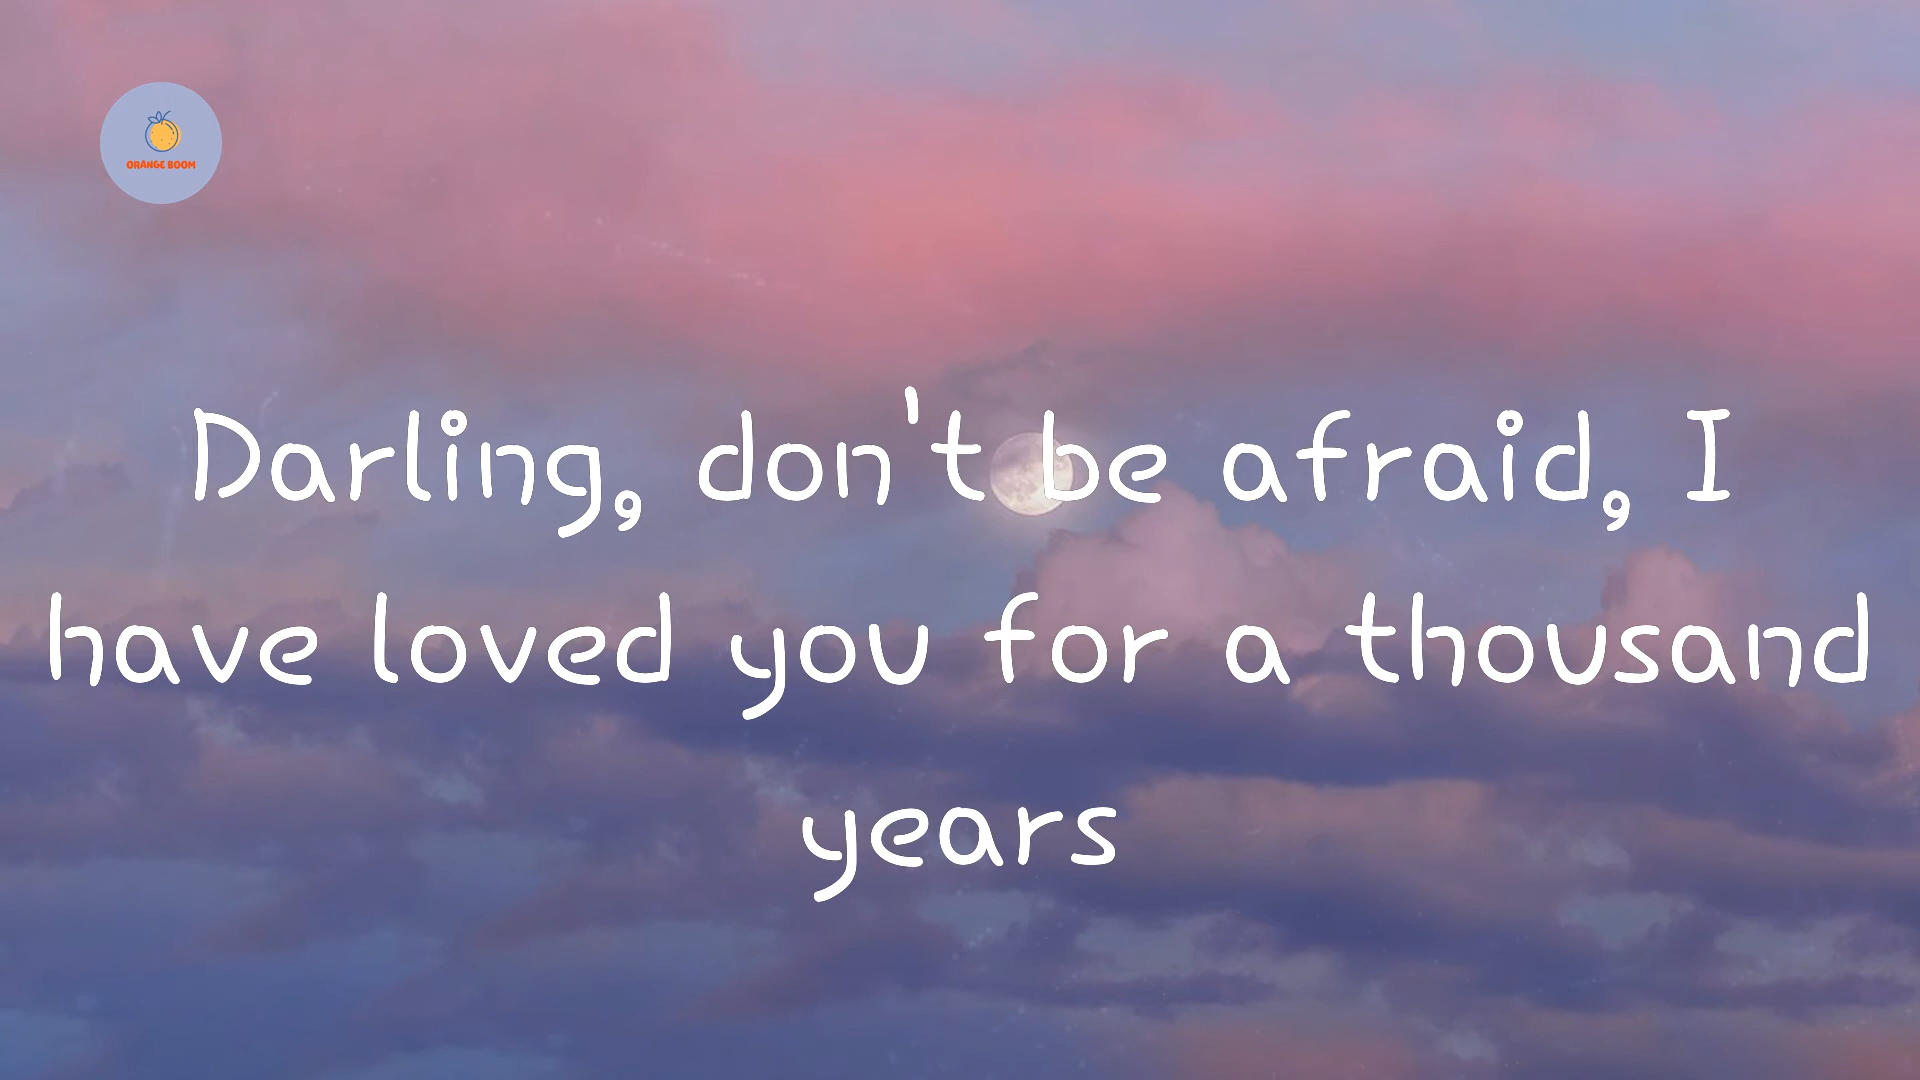 ORANGE BOOM
Darling, don't be afraid, I
have loved you for a thousand
years